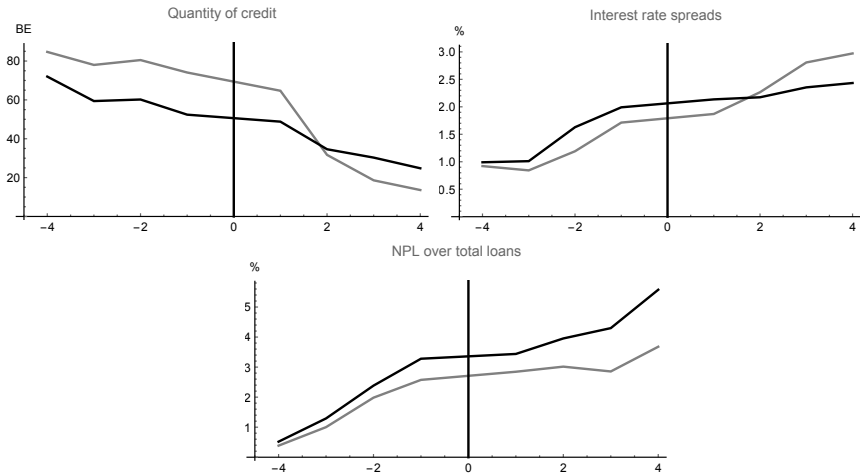 Quantity of credit
BE
80
60
40
20
−4 −2 0 2 4
Interest rate spreads
%
3.0
2.5
2.0
1.5
1.0
0.5
−4 −2 0 2 4
NPL over total loans
%
5
4
3
2
1
−4 −2 0 2 4